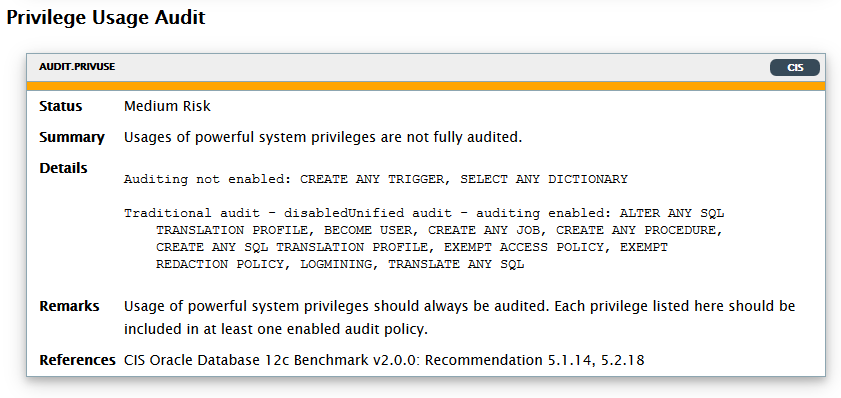 Privilege Usage Audit
AUDIT.PRIVUSE CIS
Status Medium Risk
Summary Usages of powerful system privileges are not fully audited.
Details
Auditing not enabled: CREATE ANY TRIGGER, SELECT ANY DICTIONARY
Traditional audit - disabledUnified audit - auditing enabled: ALTER ANY SQL
TRANSLATION PROFILE, BECOME USER, CREATE ANY JOB, CREATE ANY PROCEDURE,
CREATE ANY SQL TRANSLATION PROFILE, EXEMPT ACCESS POLICY, EXEMPT
REDACTION POLICY, LOGMINING, TRANSLATE ANY SQL
Remarks Usage of powerful system privileges should always be audited. Each privilege listed here should be
included in at least one enabled audit policy.
References CIS Oracle Database 12c Benchmark v2.0.0: Recommendation 5.1.14, 5.2.18